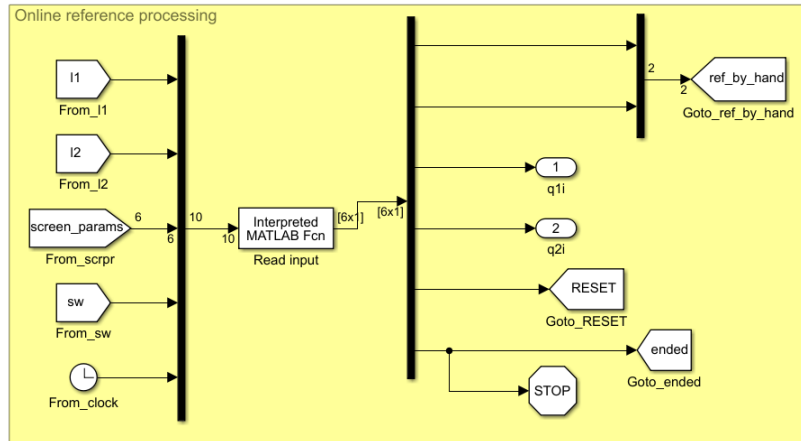 Online reference processing
l1
From_l1
l2
From_l2
screen_params
6
6
From_scrpr
sw
From_sw
From_clock
10
10
Interpreted
MATLAB Fcn
Read input
[6x1]
[6x1]
2
2
ref_by_hand
Goto_ref_by_hand
1
q1i
2
q2i
RESET
Goto_RESET
ended
Goto_ended
STOP